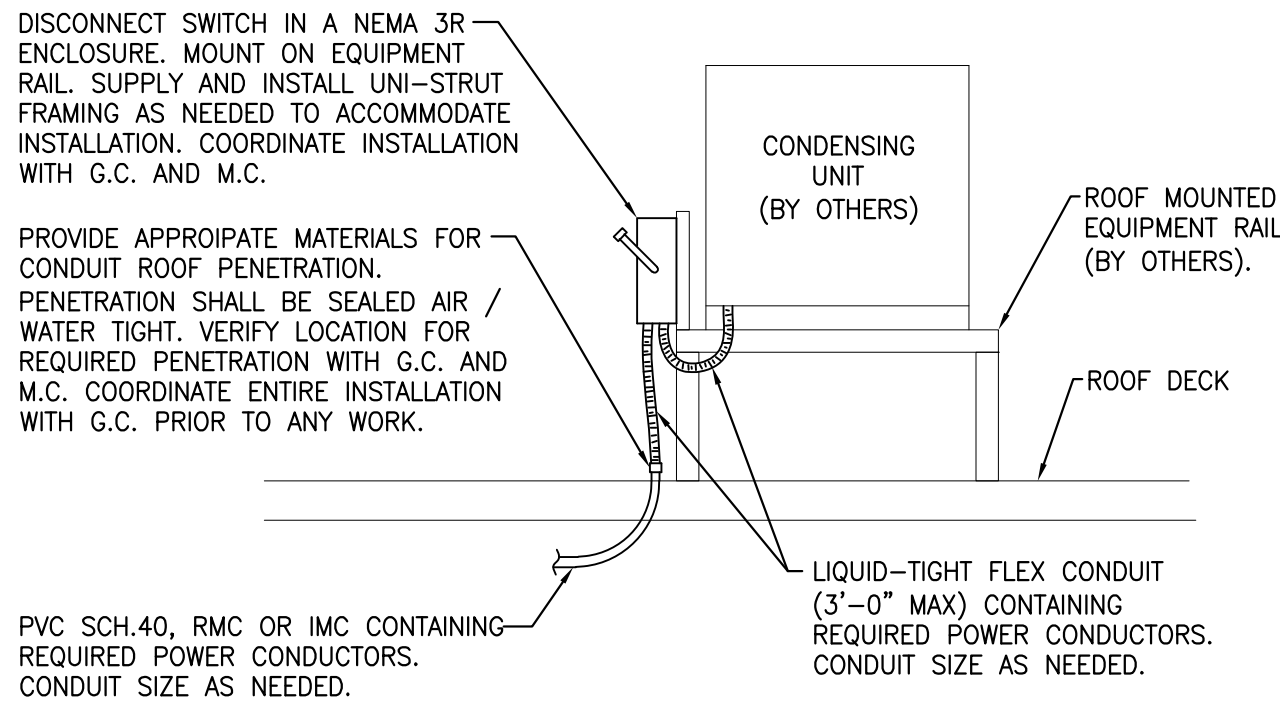 DISCONNECT SWITCH IN A NEMA 3R
ENCLOSURE. MOUNT ON EQUIPMENT
RAIL. SUPPLY AND INSTALL UNI-STRUT
FRAMING AS NEEDED TO ACCOMMODATE
INSTALLATION. COORDINATE INSTALLATION
WITH G.C. AND M.C.
PROVIDE APPROIPATE MATERIALS FOR
CONDUIT ROOF PENETRATION.
PENETRATION SHALL BE SEALED AIR /
WATER TIGHT. VERIFY LOCATION FOR
REQUIRED PENETRATION WITH G.C. AND
M.C. COORDINATE ENTIRE INSTALLATION
WITH G.C. PRIOR TO ANY WORK.
PVC SCH.40, RMC OR IMC CONTAINING
REQUIRED POWER CONDUCTORS.
CONDUIT SIZE AS NEEDED.
CONDENSING
UNIT
(BY OTHERS)
ROOF MOUNTED
EQUIPMENT RAIL
(BY OTHERS).
ROOF DECK
LIQUID-TIGHT FLEX CONDUIT
(3'-0" MAX) CONTAINING
REQUIRED POWER CONDUCTORS.
CONDUIT SIZE AS NEEDED.